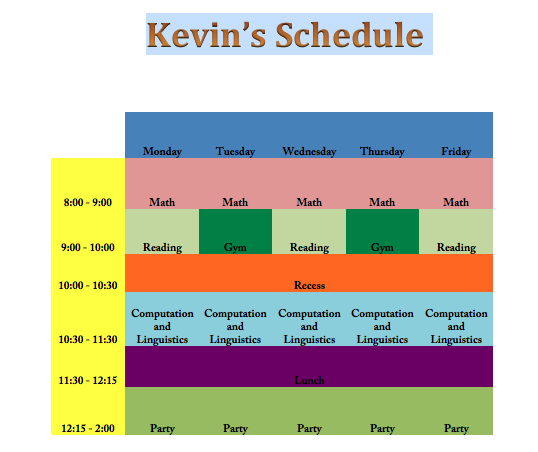 Kevin's Schedule
Monday Tuesday Wednesday Thursday Friday
8:00 - 9:00 Math Math Math Math Math
9:00 - 10:00 Reading Gym Reading Gym Reading
10:00 - 10:30 Recess
Computation Computation Computation Computation Computation
and and and and and
10:30 - 11:30 Linguistics Linguistics Linguistics Linguistics Linguistics
11:30 - 12:15 Lunch
12:15 - 2:00 Party Party Party Party Party